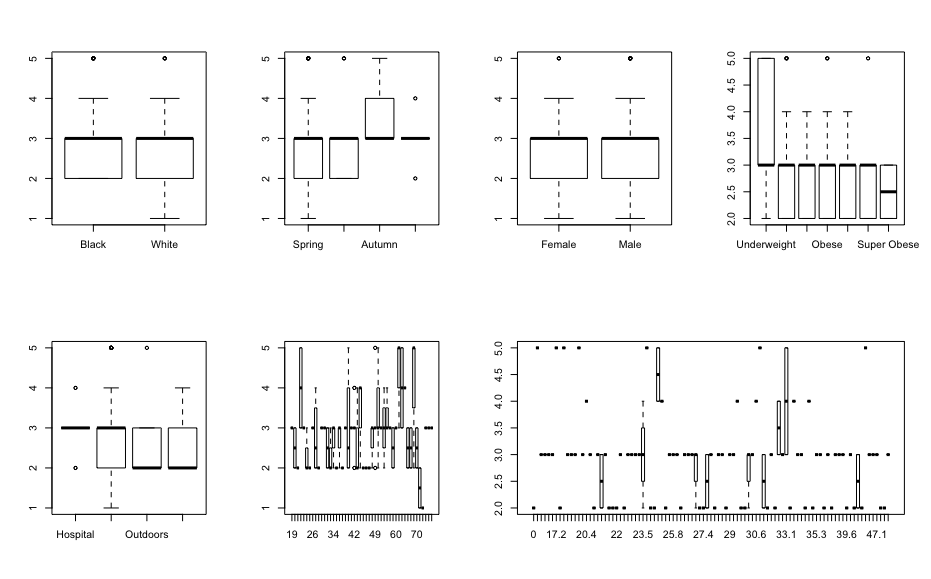 1 2 3 4 5
Black White
1 2 3 4 5
Spring Autumn
1 2 3 4 5
Female Male
2.0 2.5 3.0 3.5 4.0 4.5 5.0
Underweight Obese Super Obese
1 2 3 4 5
Hospital Outdoors
1 2 3 4 5
19 26 34 42 49 60 70
2.0 2.5 3.0 3.5 4.0 4.5 5.0
0 17.2 20.4 23.5 25.8 27.4 29 30.6 33.1 35.3 39.6 47.1